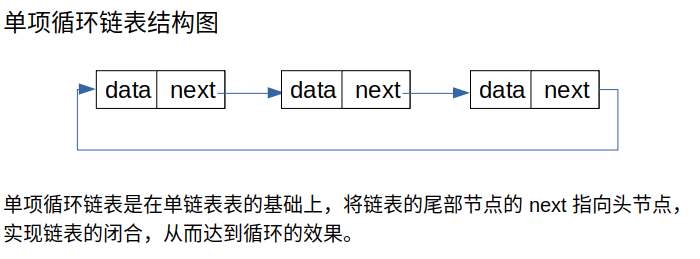 单项循环链表结构图
data next data next data next
单项循环链表是在单链表表的基础上，将链表的尾部节点的 next 指向头节点，
实现链表的闭合，从而达到循环的效果。